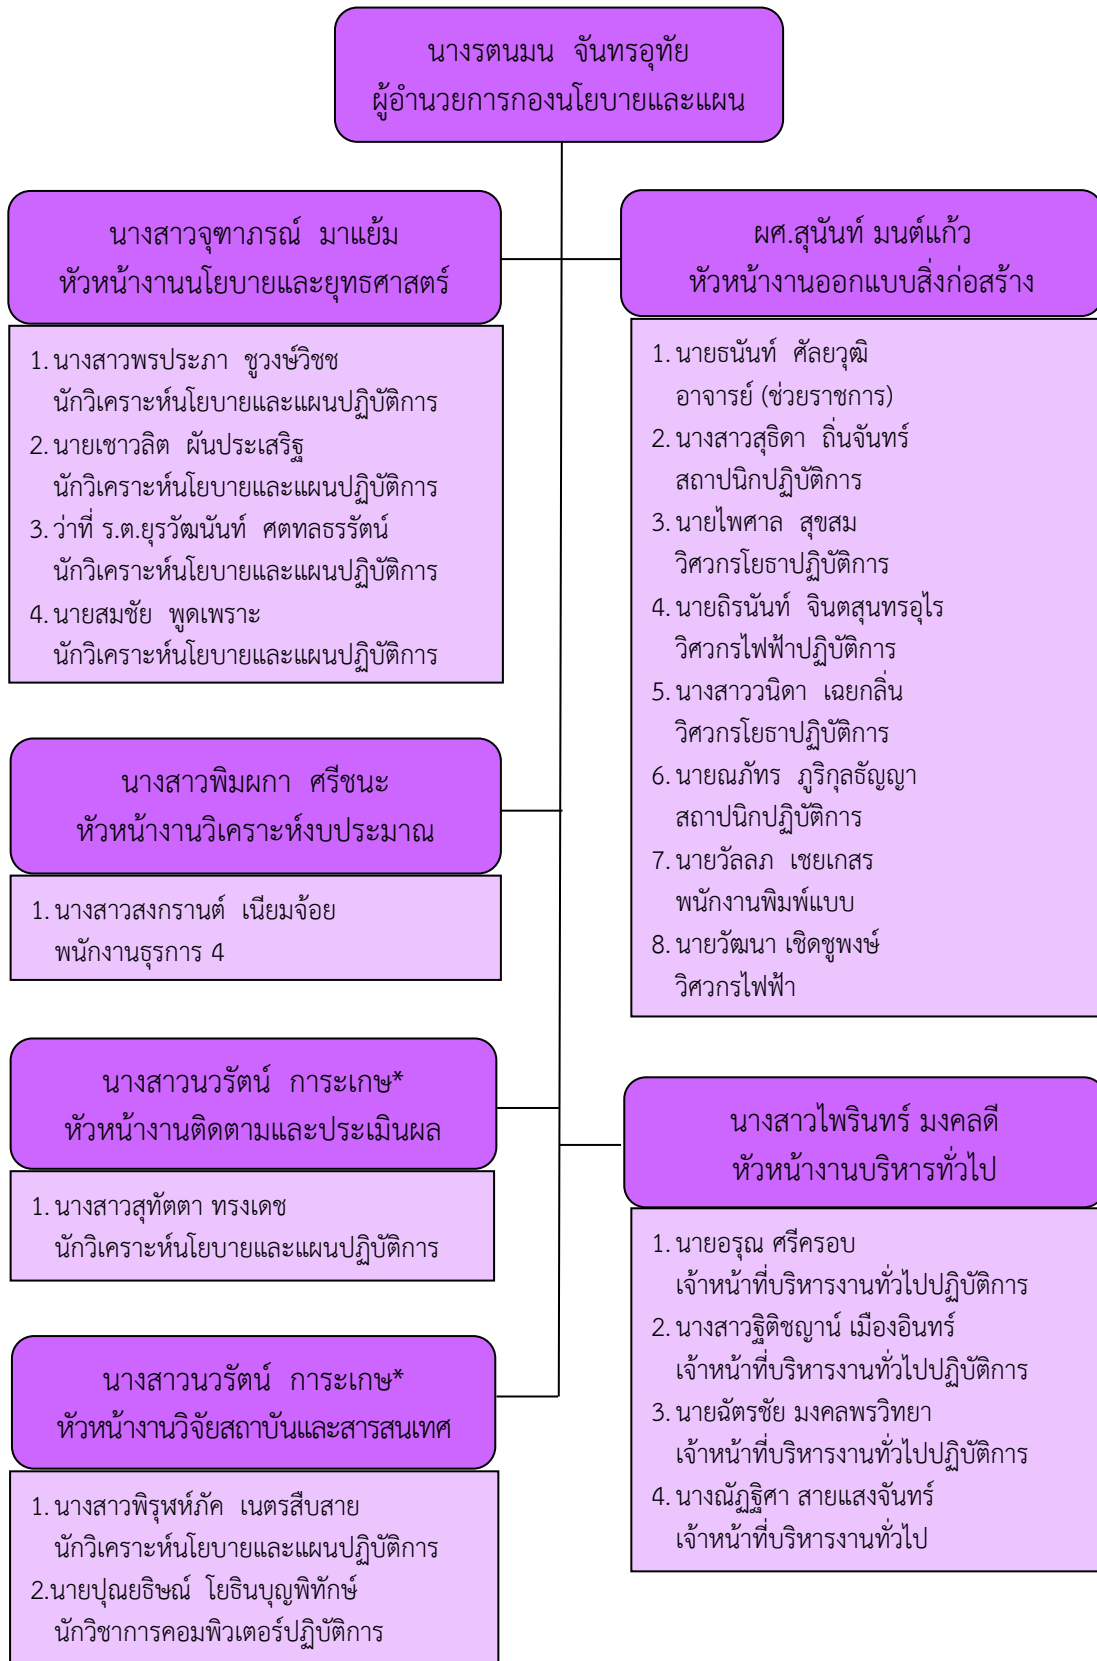 นางรตนมน  จันทรอุทัย
ผู้อำนวยการกองนโยบายและแผน
นางสาวจุฑาภรณ์  มาแย้ม
หัวหน้างานนโยบายและยุทธศาสตร์
1. นางสาวพรประภา  ชูวงษ์วิชช
นักวิเคราะห์นโยบายและแผนปฏิบัติการ
2. นายเชาวลิต  ผันประเสริฐ
นักวิเคราะห์นโยบายและแผนปฏิบัติการ
3. ว่าที่ ร.ต.ยุรวัฒนันท์  ศตทลธรรัตน์
นักวิเคราะห์นโยบายและแผนปฏิบัติการ
4. นายสมชัย  พูดเพราะ
นักวิเคราะห์นโยบายและแผนปฏิบัติการ
นางสาวพิมผกา  ศรีชนะ
หัวหน้างานวิเคราะห์งบประมาณ
1. นางสาวสงกรานต์  เนียมจ้อย
พนักงานธุรการ 4
นางสาวนวรัตน์  การะเกษ*
หัวหน้างานติดตามและประเมินผล
1. นางสาวสุทัตตา ทรงเดช
นักวิเคราะห์นโยบายและแผนปฏิบัติการ
นางสาวนวรัตน์  การะเกษ*
หัวหน้างานวิจัยสถาบันและสารสนเทศ
1. นางสาวพิรุฬห์ภัค  เนตรสืบสาย
นักวิเคราะห์นโยบายและแผนปฏิบัติการ
2.นายปุณยธิษณ์  โยธินบุญพิทักษ์
นักวิชาการคอมพิวเตอร์ปฏิบัติการ
ผศ.สุนันท์ มนต์แก้ว
หัวหน้างานออกแบบสิ่งก่อสร้าง
1. นายธนันท์  ศัลยวุฒิ
อาจารย์ (ช่วยราชการ)
2. นางสาวสุธิดา  ถิ่นจันทร์
สถาปนิกปฏิบัติการ
3. นายไพศาล  สุขสม
วิศวกรโยธาปฏิบัติการ
4. นายถิรนันท์  จินตสุนทรอุไร
วิศวกรไฟฟ้าปฏิบัติการ
5. นางสาววนิดา  เฉยกลิ่น
วิศวกรโยธาปฏิบัติการ
6. นายณภัทร  ภูริกุลธัญญา
สถาปนิกปฏิบัติการ
7. นายวัลลภ  เชยเกสร
พนักงานพิมพ์แบบ
8. นายวัฒนา เชิดชูพงษ์
วิศวกรไฟฟ้า
นางสาวไพรินทร์ มงคลดี
หัวหน้างานบริหารทั่วไป
1. นายอรุณ ศรีครอบ
เจ้าหน้าที่บริหารงานทั่วไปปฏิบัติการ
2. นางสาวฐิติชญาน์ เมืองอินทร์
เจ้าหน้าที่บริหารงานทั่วไปปฏิบัติการ
3. นายฉัตรชัย มงคลพรวิทยา
เจ้าหน้าที่บริหารงานทั่วไปปฏิบัติการ
4. นางณัฏฐิศา สายแสงจันทร์
เจ้าหน้าที่บริหารงานทั่วไป